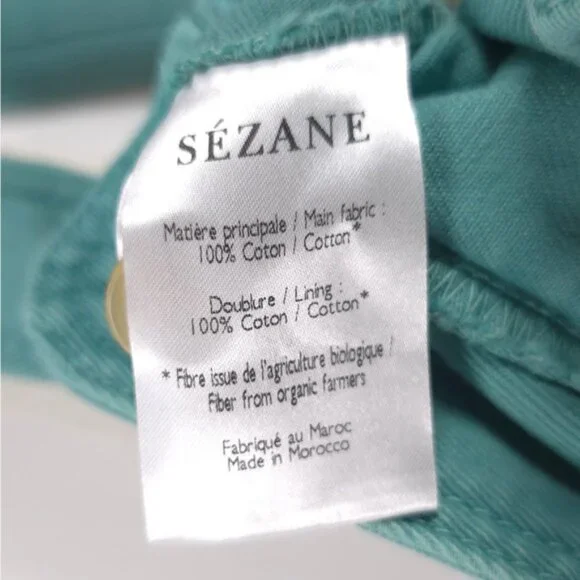 SÉZANE
Matière principale / Main fabric :
100% Coton / Cotton*
Doublure / Lining :
100% Coton / Cotton*
* Fibre issue de l'agriculture biologique /
Fiber from organic farmers
Fabriqué au Maroc
Made in Morocco